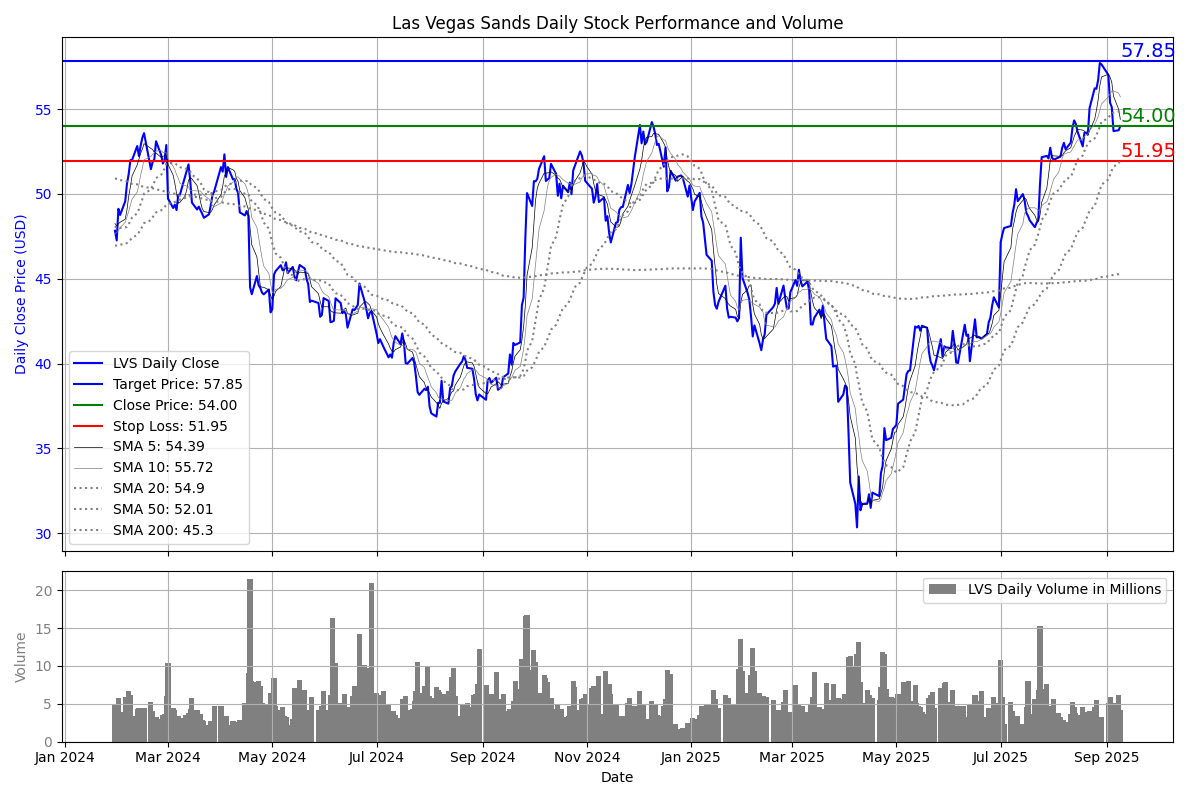 Las Vegas Sands Daily Stock Performance and Volume
57.85
54.00
51.95
55
50
45
40
35
30
Daily Close Price (USD)
LVS Daily Close
Target Price: 57.85
Close Price: 54.00
Stop Loss: 51.95
SMA 5: 54.39
SMA 10: 55.72
SMA 20: 54.9
SMA 50: 52.01
SMA 200: 45.3
LVS Daily Volume in Millions
20
15
10
5
0
Volume
Jan 2024 Mar 2024 May 2024 Jul 2024 Sep 2024 Nov 2024 Jan 2025 Mar 2025 May 2025 Jul 2025 Sep 2025
Date